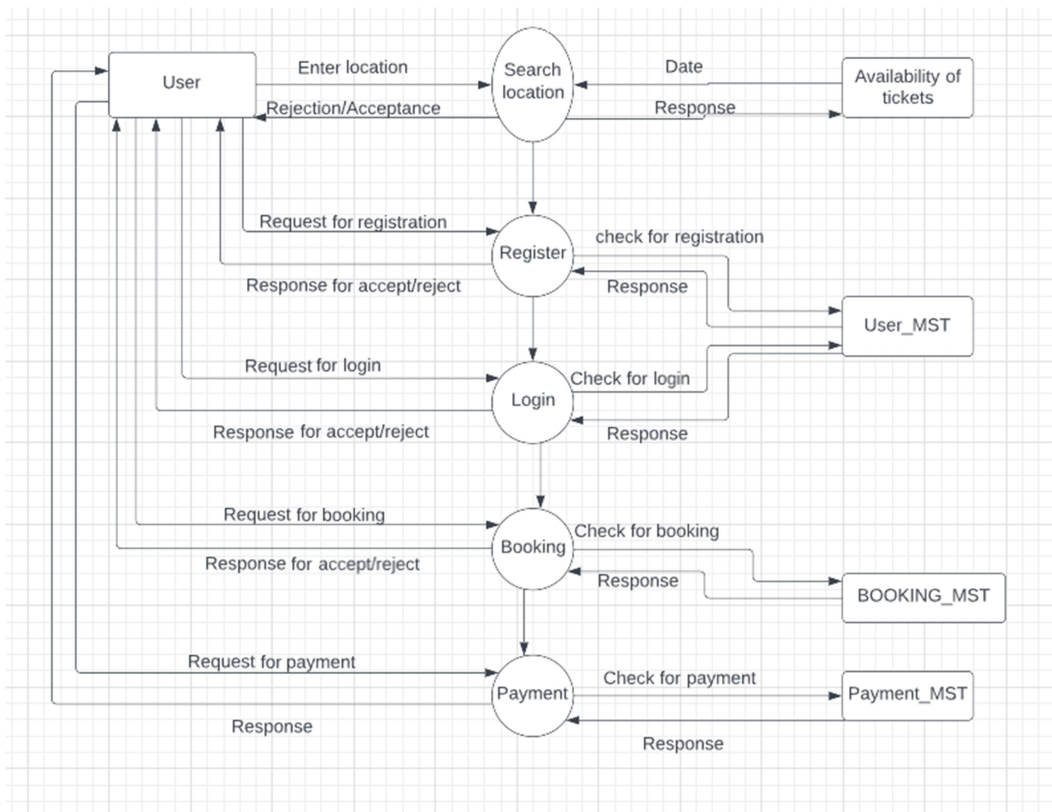 User
Enter location
Search
location
Date
Availability of
tickets
Rejection/Acceptance
Response
Request for registration
Register
check for registration
Response for accept/reject
Response
User_MST
Request for login
Login
Check for login
Response for accept/reject
Response
Request for booking
Booking
Check for booking
Response for accept/reject
Response
BOOKING_MST
Request for payment
Payment
Check for payment
Payment_MST
Response
Response